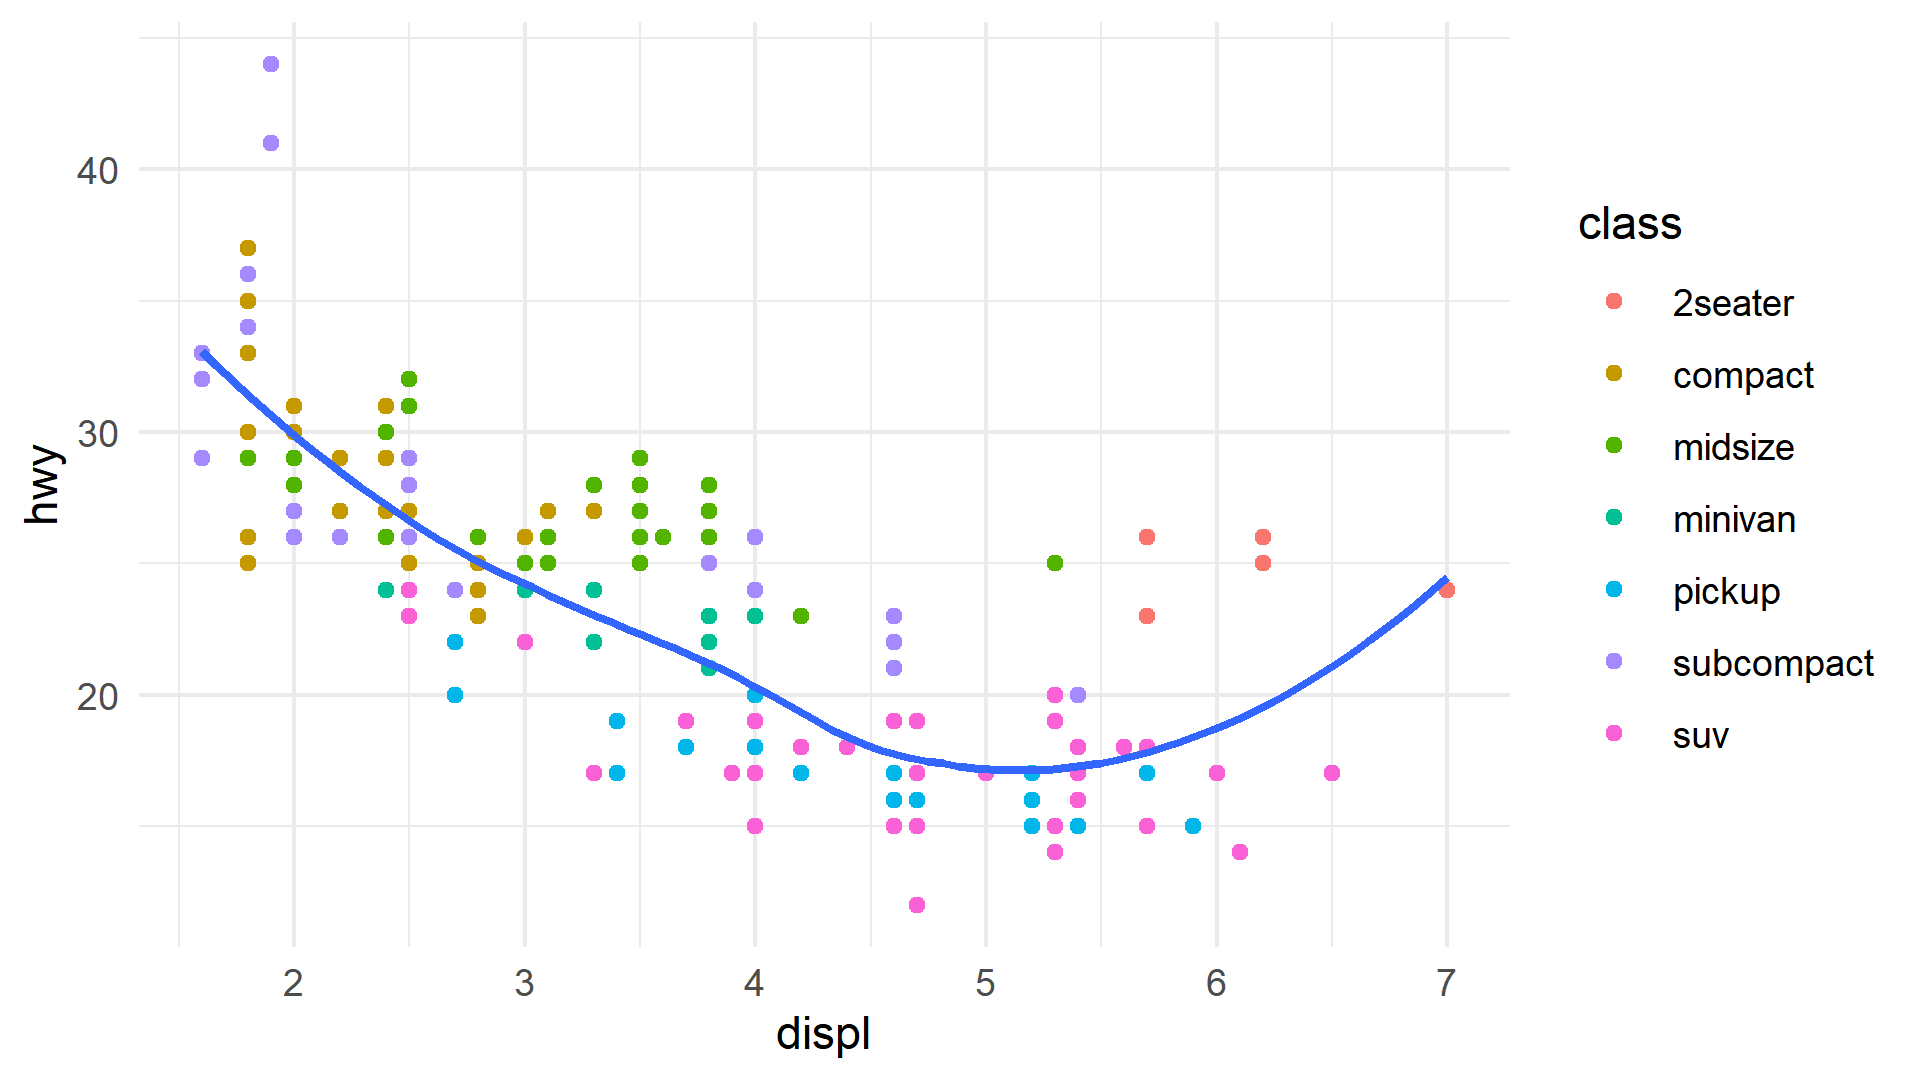 40
30
20
hwy
2 3 4 5 6 7
displ
class
2seater
compact
midsize
minivan
pickup
subcompact
suv